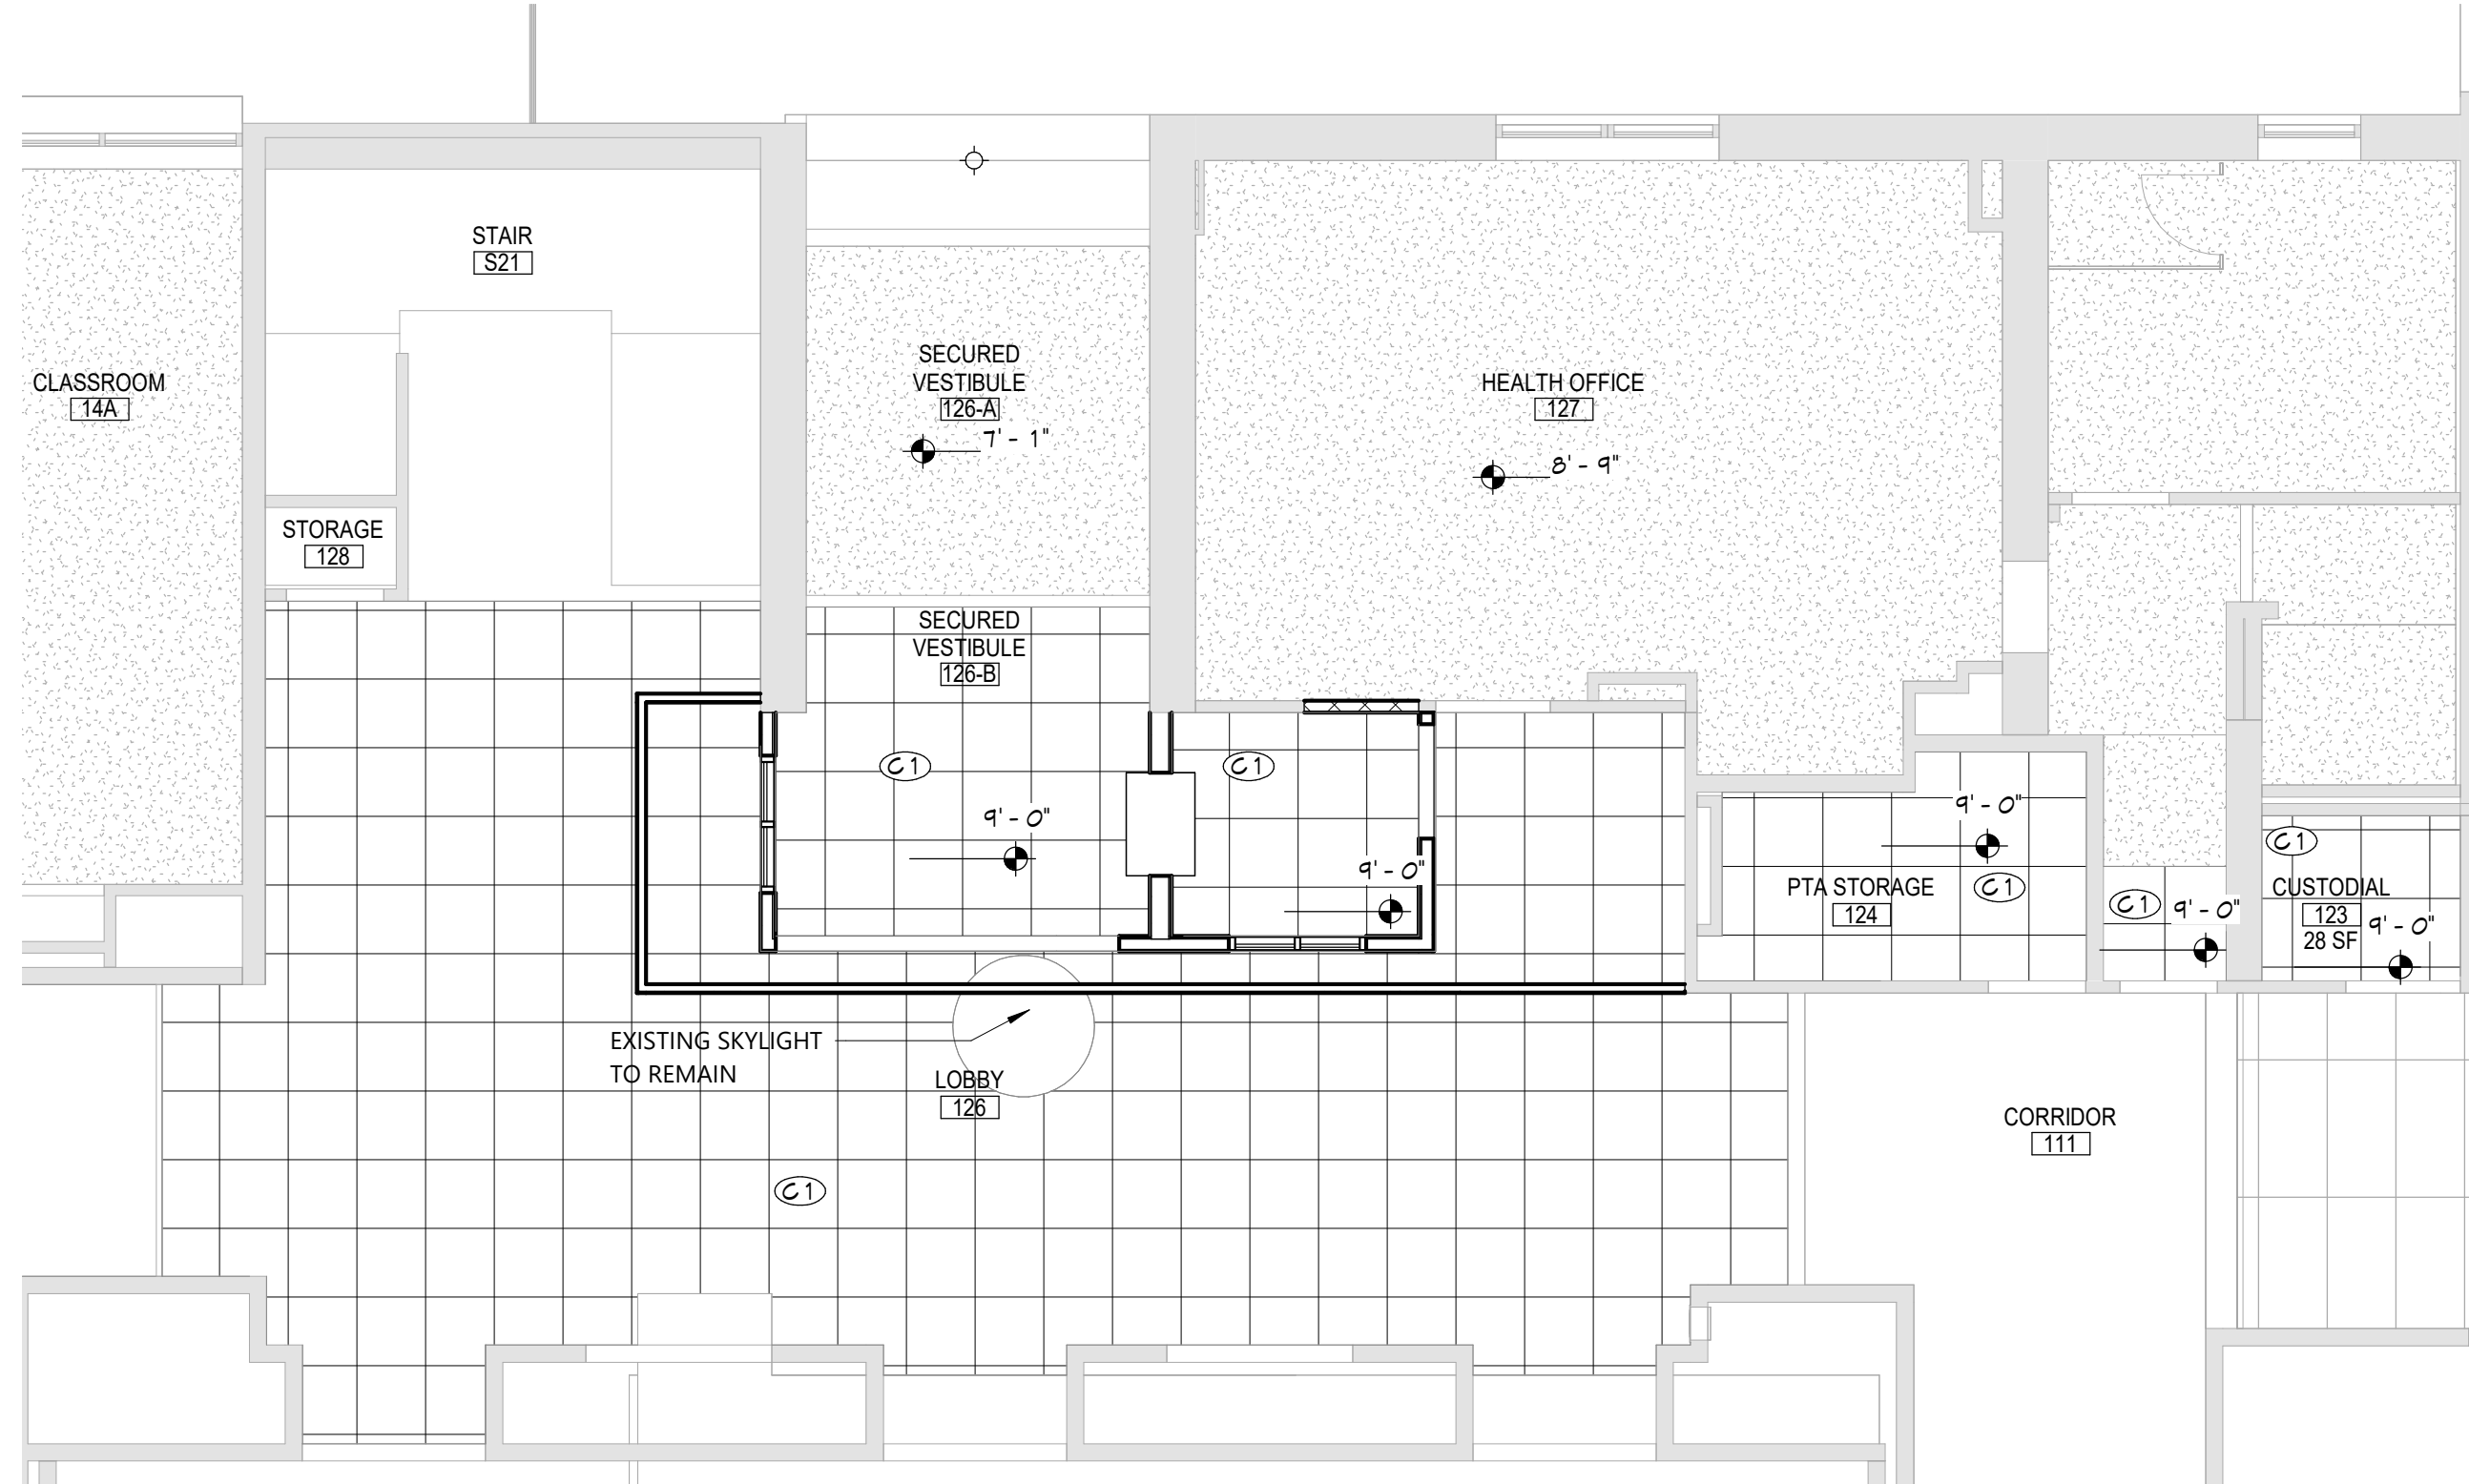 STAIR
S21
SECURED
VESTIBULE
126-A
7' - 1"
CLASSROOM
14A
HEALTH OFFICE
127
8' - 9"
STORAGE
128
SECURED
VESTIBULE
126-B
C1
9' - 0"
C1
9' - 0"
9' - 0"
PTA STORAGE
124
C1
C1
9' - 0"
C1
CUSTODIAL
123
28 SF
9' - 0"
EXISTING SKYLIGHT
TO REMAIN
LOBBY
126
C1
CORRIDOR
111